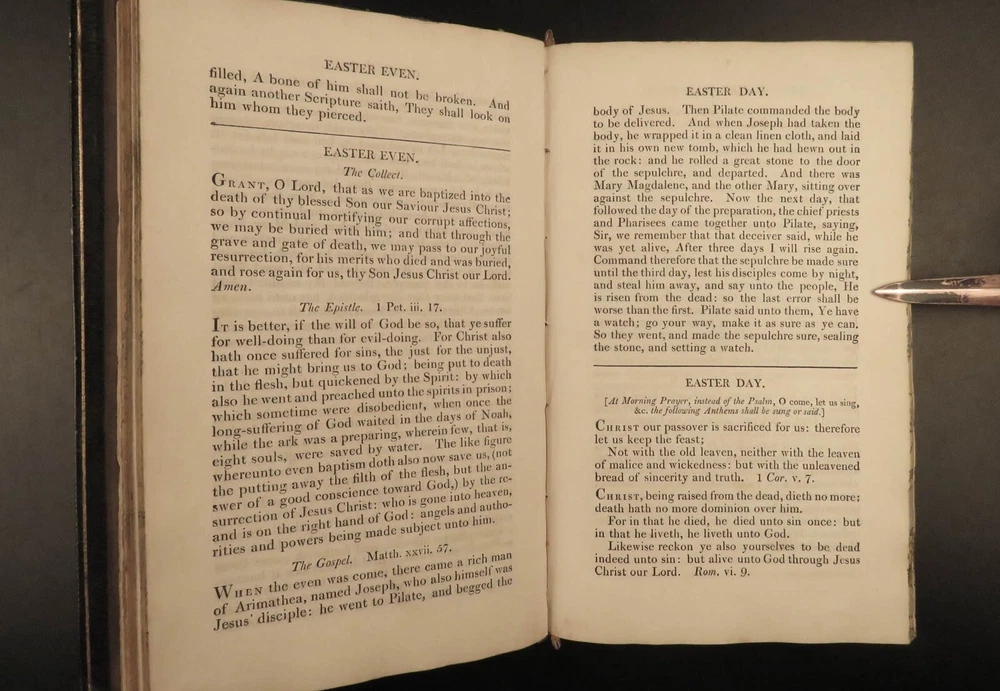 EASTER EVEN.
filled, A bone of him shall not be broken. And
again another Scripture saith, They shall look on
him whom they pierced.
EASTER EVEN.
The Collect.
GRANT, O Lord, that as we are baptized into the
death of thy blessed Son our Saviour Jesus Christ;
so by continual mortifying our corrupt affections,
we may be buried with him; and that through the
grave and gate of death, we may pass to our joyful
resurrection, for his merits who died and was buried,
and rose again for us, thy Son Jesus Christ our Lord.
Amen.
The Epistle. 1 Pet. iii. 17.
IT is better, if the will of God be so, that ye suffer
for well-doing than for evil-doing. For Christ also
hath once suffered for sins, the just for the unjust,
that he might bring us to God; being put to death
in the flesh, but quickened by the Spirit: by which
also he went and preached unto the spirits in prison;
which sometime were disobedient, when once the
long-suffering of God waited in the days of Noah,
while the ark was a preparing, wherein few, that is,
eight souls, were saved by water. The like figure
whereunto even baptism doth also now save us, (not
the putting away the filth of the flesh, but the an-
swer of a good conscience toward God,) by the re-
surrection of Jesus Christ: who is gone into heaven,
and is on the right hand of God: angels and autho-
rities and powers being made subject unto him.
The Gospel. Matth. xxvii. 57.
WHEN the even was come, there came a rich man
of Arimathea, named Joseph, who also himself was
Jesus' disciple: he went to Pilate, and begged the
EASTER DAY.
body of Jesus. Then Pilate commanded the body
to be delivered. And when Joseph had taken the
body, he wrapped it in a clean linen cloth, and laid
it in his own new tomb, which he had hewn out in
the rock: and he rolled a great stone to the door
of the sepulchre, and departed. And there was
Mary Magdalene, and the other Mary, sitting over
against the sepulchre. Now the next day, that
followed the day of the preparation, the chief priests
and Pharisees came together unto Pilate, saying,
Sir, we remember that that deceiver said, while he
was yet alive, After three days I will rise again.
Command therefore that the sepulchre be made sure
until the third day, lest his disciples come by night,
and steal him away, and say unto the people, He
is risen from the dead: so the last error shall be
worse than the first. Pilate said unto them, Ye have
a watch; go your way, make it as sure as ye can.
So they went, and made the sepulchre sure, sealing
the stone, and setting a watch.
EASTER DAY.
[At Morning Prayer, instead of the Psalm, O come, let us sing,
&c. the following Anthems shall be sung or said.]
CHRIST our passover is sacrificed for us: therefore
let us keep the feast;
Not with the old leaven, neither with the leaven
of malice and wickedness: but with the unleavened
bread of sincerity and truth. 1 Cor. v. 7.
CHRIST, being raised from the dead, dieth no more;
death hath no more dominion over him.
For in that he died, he died unto sin once: but
in that he liveth, he liveth unto God.
Likewise reckon ye also yourselves to be dead
indeed unto sin: but alive unto God through Jesus
Christ our Lord. Rom. vi. 9.